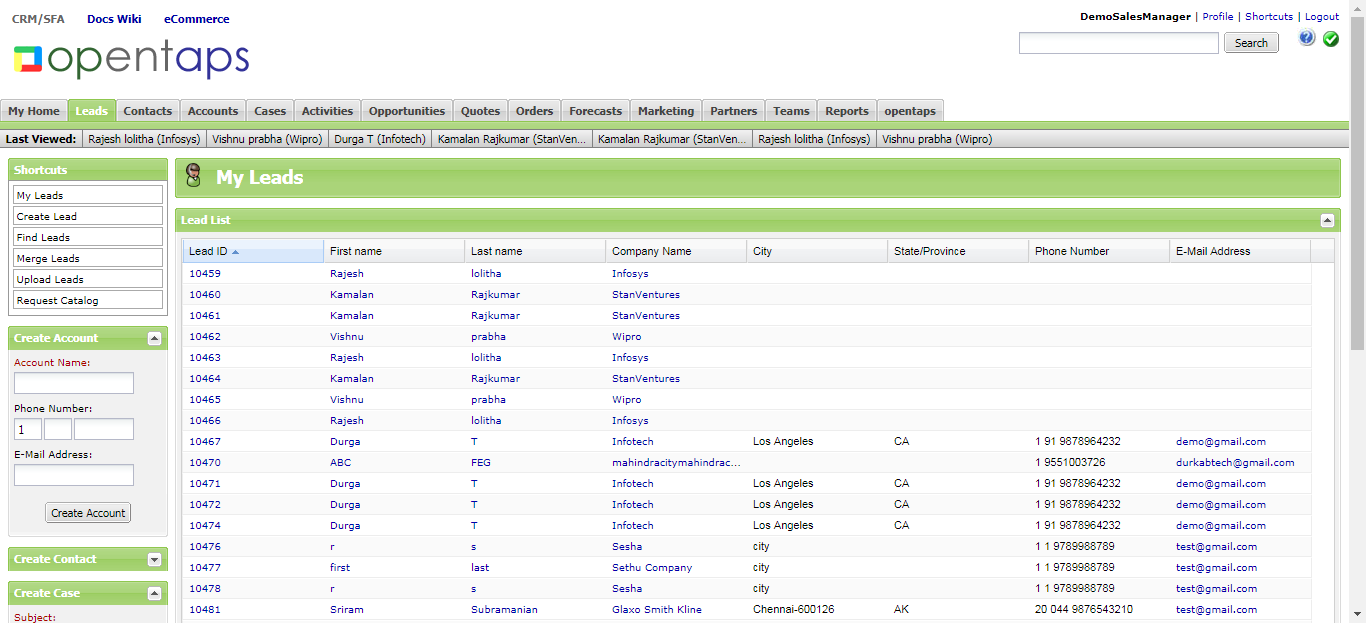 CRM/SFA Docs Wiki eCommerce
DemoSalesManager | Profile | Shortcuts | Logout
opentaps
Search
My Home Leads Contacts Accounts Cases Activities Opportunities Quotes Orders Forecasts Marketing Partners Teams Reports opentaps
Last Viewed: Rajesh lolitha (Infosys) Vishnu prabha (Wipro) Durga T (Infotech) Kamalan Rajkumar (StanVen... Kamalan Rajkumar (StanVen... Rajesh lolitha (Infosys) Vishnu prabha (Wipro)
Shortcuts
My Leads
Create Lead
Find Leads
Merge Leads
Upload Leads
Request Catalog
Create Account
Account Name:
Phone Number:
1
E-Mail Address:
Create Account
Create Contact
Create Case
Subject:
My Leads
Lead List
Lead ID First name Last name Company Name City State/Province Phone Number E-Mail Address
10459 Rajesh lolitha Infosys
10460 Kamalan Rajkumar StanVentures
10461 Kamalan Rajkumar StanVentures
10462 Vishnu prabha Wipro
10463 Rajesh lolitha Infosys
10464 Kamalan Rajkumar StanVentures
10465 Vishnu prabha Wipro
10466 Rajesh lolitha Infosys
10467 Durga T Infotech Los Angeles CA 1 91 9878964232 demo@gmail.com
10470 ABC FEG mahindracitymahindrac... 1 9551003726 durkabtech@gmail.com
10471 Durga T Infotech Los Angeles CA 1 91 9878964232 demo@gmail.com
10472 Durga T Infotech Los Angeles CA 1 91 9878964232 demo@gmail.com
10474 Durga T Infotech Los Angeles CA 1 91 9878964232 demo@gmail.com
10476 r s Sesha city 1 1 9789988789 test@gmail.com
10477 first last Sethu Company city 1 1 9789988789 test@gmail.com
10478 r s Sesha city 1 1 9789988789 test@gmail.com
10481 Sriram Subramanian Glaxo Smith Kline Chennai-600126 AK 20 044 9876543210 test@gmail.com